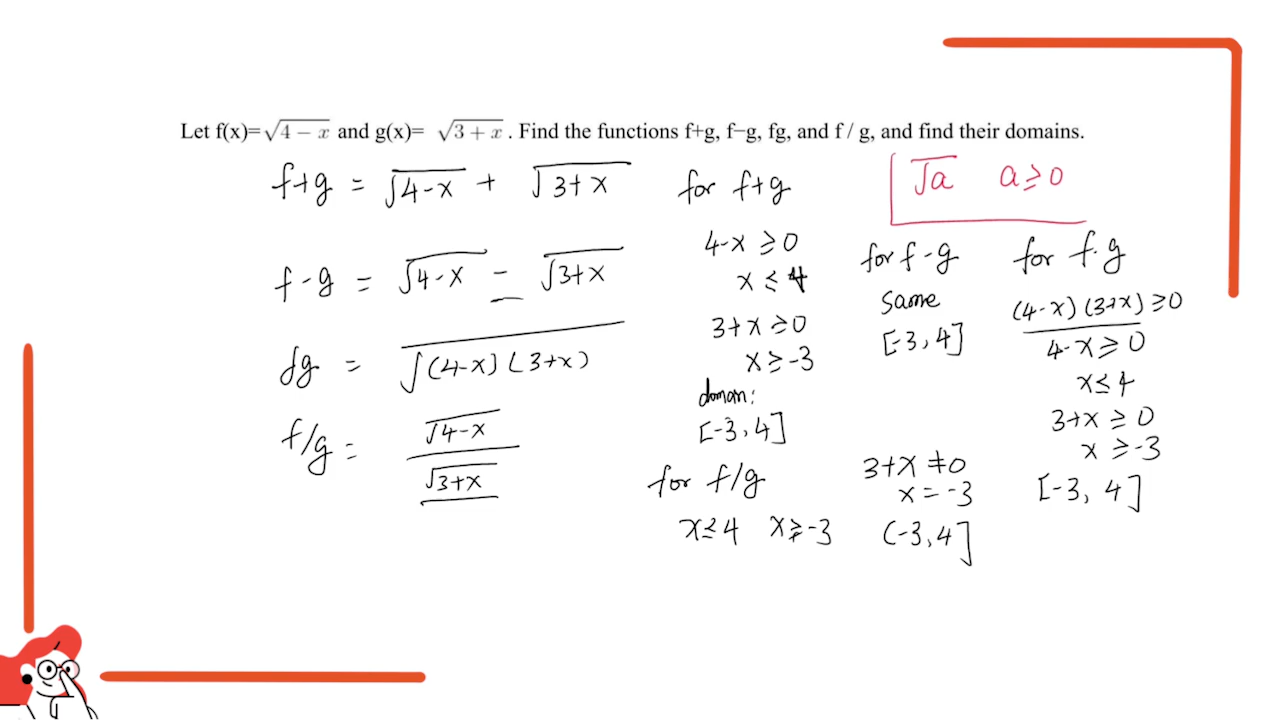 Let f(x)=√(4 − x) and g(x)= √(3 + x) . Find the functions f+g, f−g, fg, and f / g, and find their domains.
f+g = √(4-x) + √(3+x)
f-g = √(4-x) - √(3+x)
fg = √((4-x)(3+x))
f/g = √(4-x) / √(3+x)
for f+g
4-x ≥ 0
x ≤ 4
3+x ≥ 0
x ≥ -3
doman:
[-3, 4]
√a a ≥ 0
for f-g
Same
[-3, 4]
for f·g
(4-x)(3+x) ≥ 0
4-x ≥ 0
x ≤ 4
3+x ≥ 0
x ≥ -3
[-3, 4]
for f/g
x ≤ 4 x ≥ -3
3+x ≠ 0
x = -3
(-3, 4]